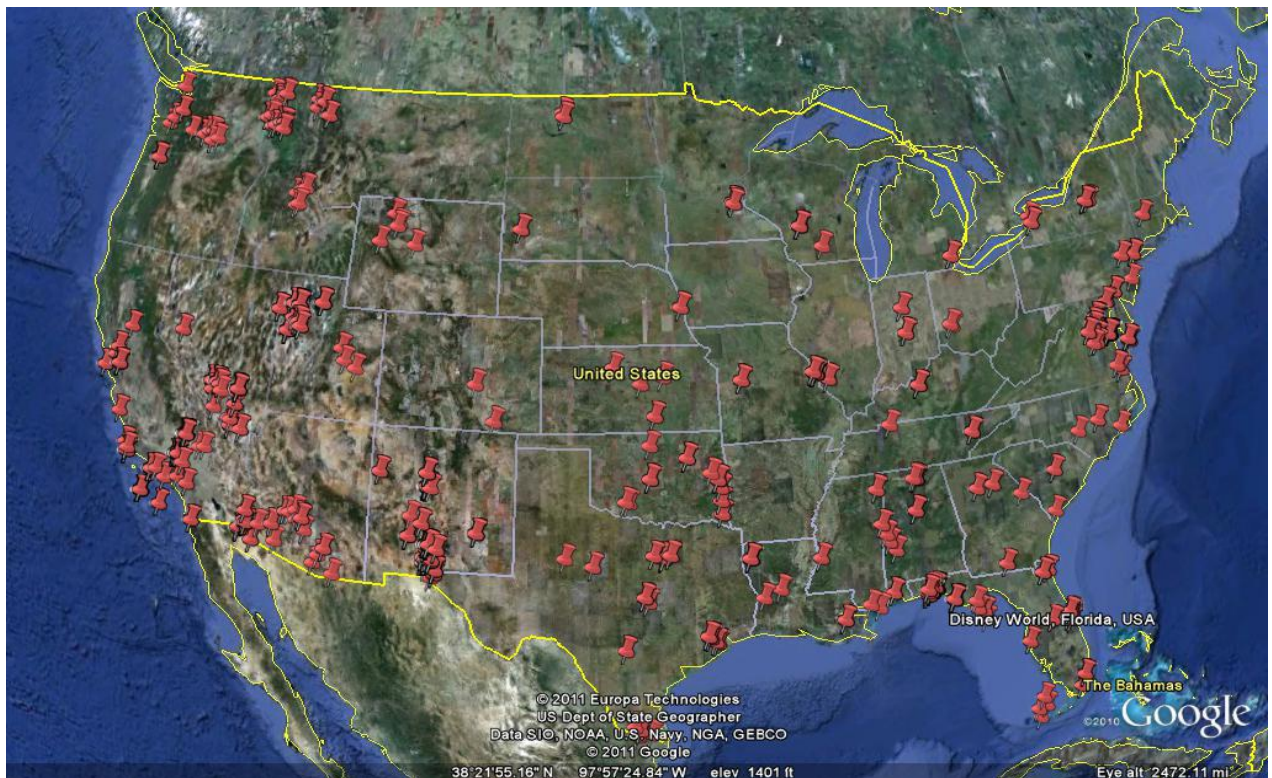 United States
Disney World, Florida, USA
The Bahamas
© 2011 Europa Technologies
US Dept of State Geographer
Data SIO, NOAA, U.S. Navy, NGA, GEBCO
© 2011 Google
©2010 Google
38°21'55.16" N 97°57'24.84" W elev 1401 ft
Eye alt 2472.11 mi